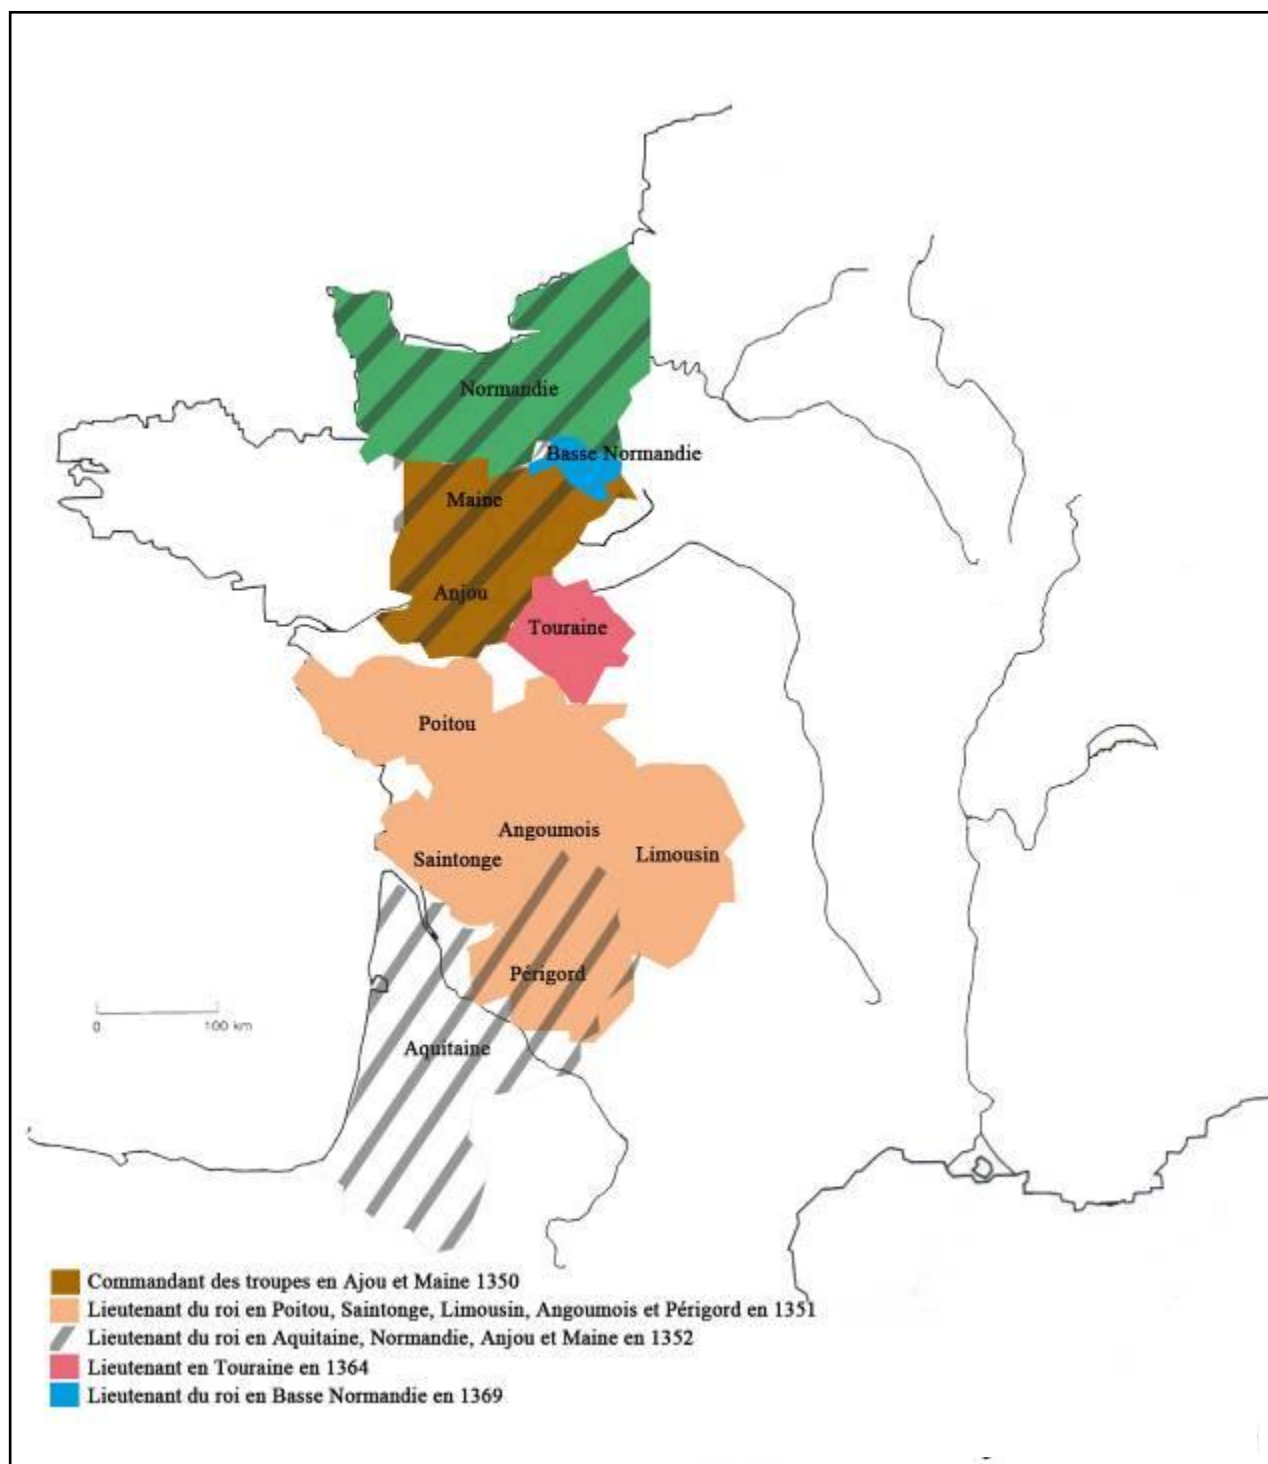 Normandie
Basse Normandie
Maine
Anjou
Touraine
Poitou
Angoumois
Saintonge
Limousin
Périgord
Aquitaine
0 100 km
Commandant des troupes en Ajou et Maine 1350
Lieutenant du roi en Poitou, Saintonge, Limousin, Angoumois et Périgord en 1351
Lieutenant du roi en Aquitaine, Normandie, Anjou et Maine en 1352
Lieutenant en Touraine en 1364
Lieutenant du roi en Basse Normandie en 1369